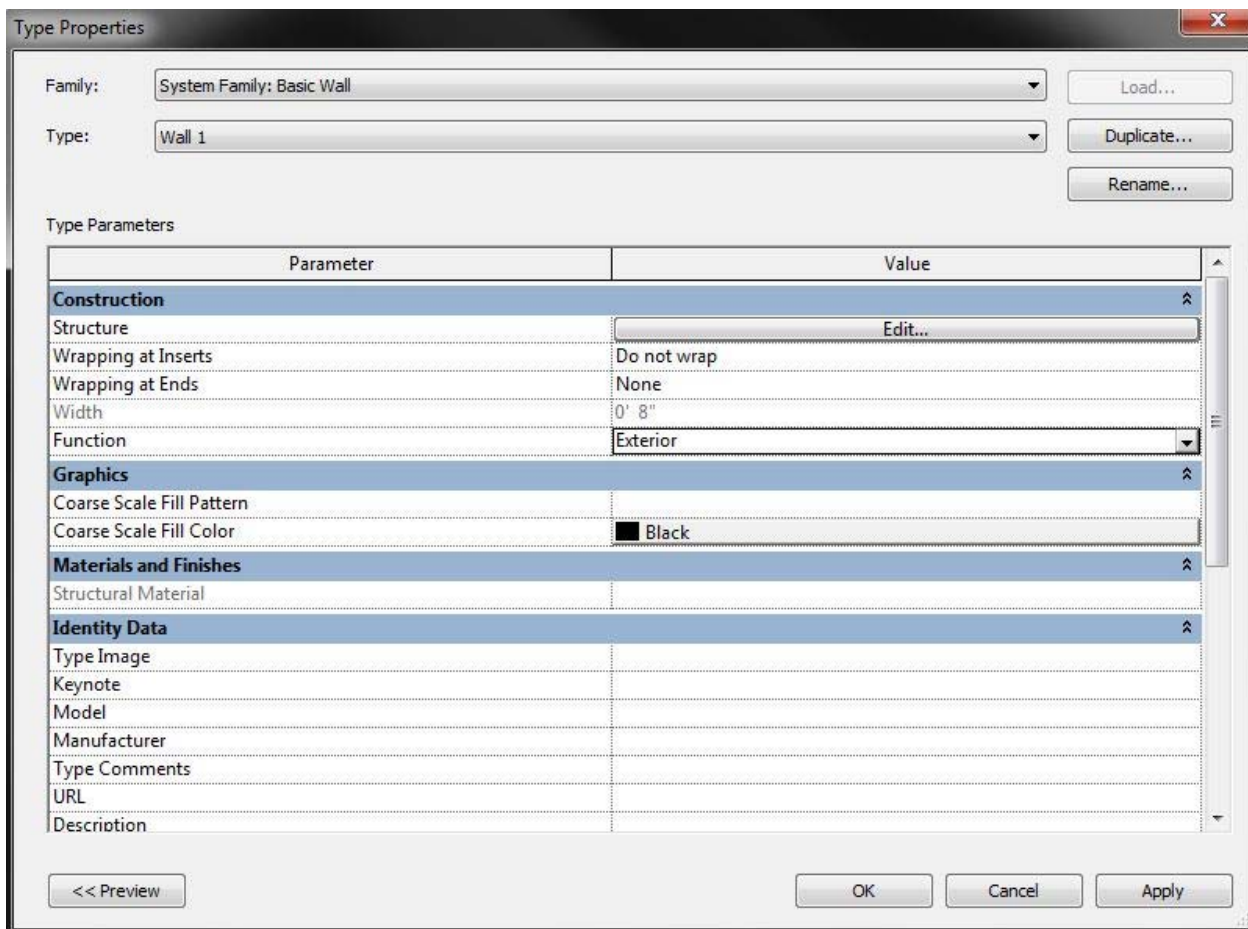 Type Properties
Family: System Family: Basic Wall Load...
Type: Wall 1 Duplicate...
Rename...
Type Parameters
Parameter Value
Construction
Structure Edit...
Wrapping at Inserts Do not wrap
Wrapping at Ends None
Width 0' 8"
Function Exterior
Graphics
Coarse Scale Fill Pattern
Coarse Scale Fill Color Black
Materials and Finishes
Structural Material
Identity Data
Type Image
Keynote
Model
Manufacturer
Type Comments
URL
Description
<< Preview OK Cancel Apply